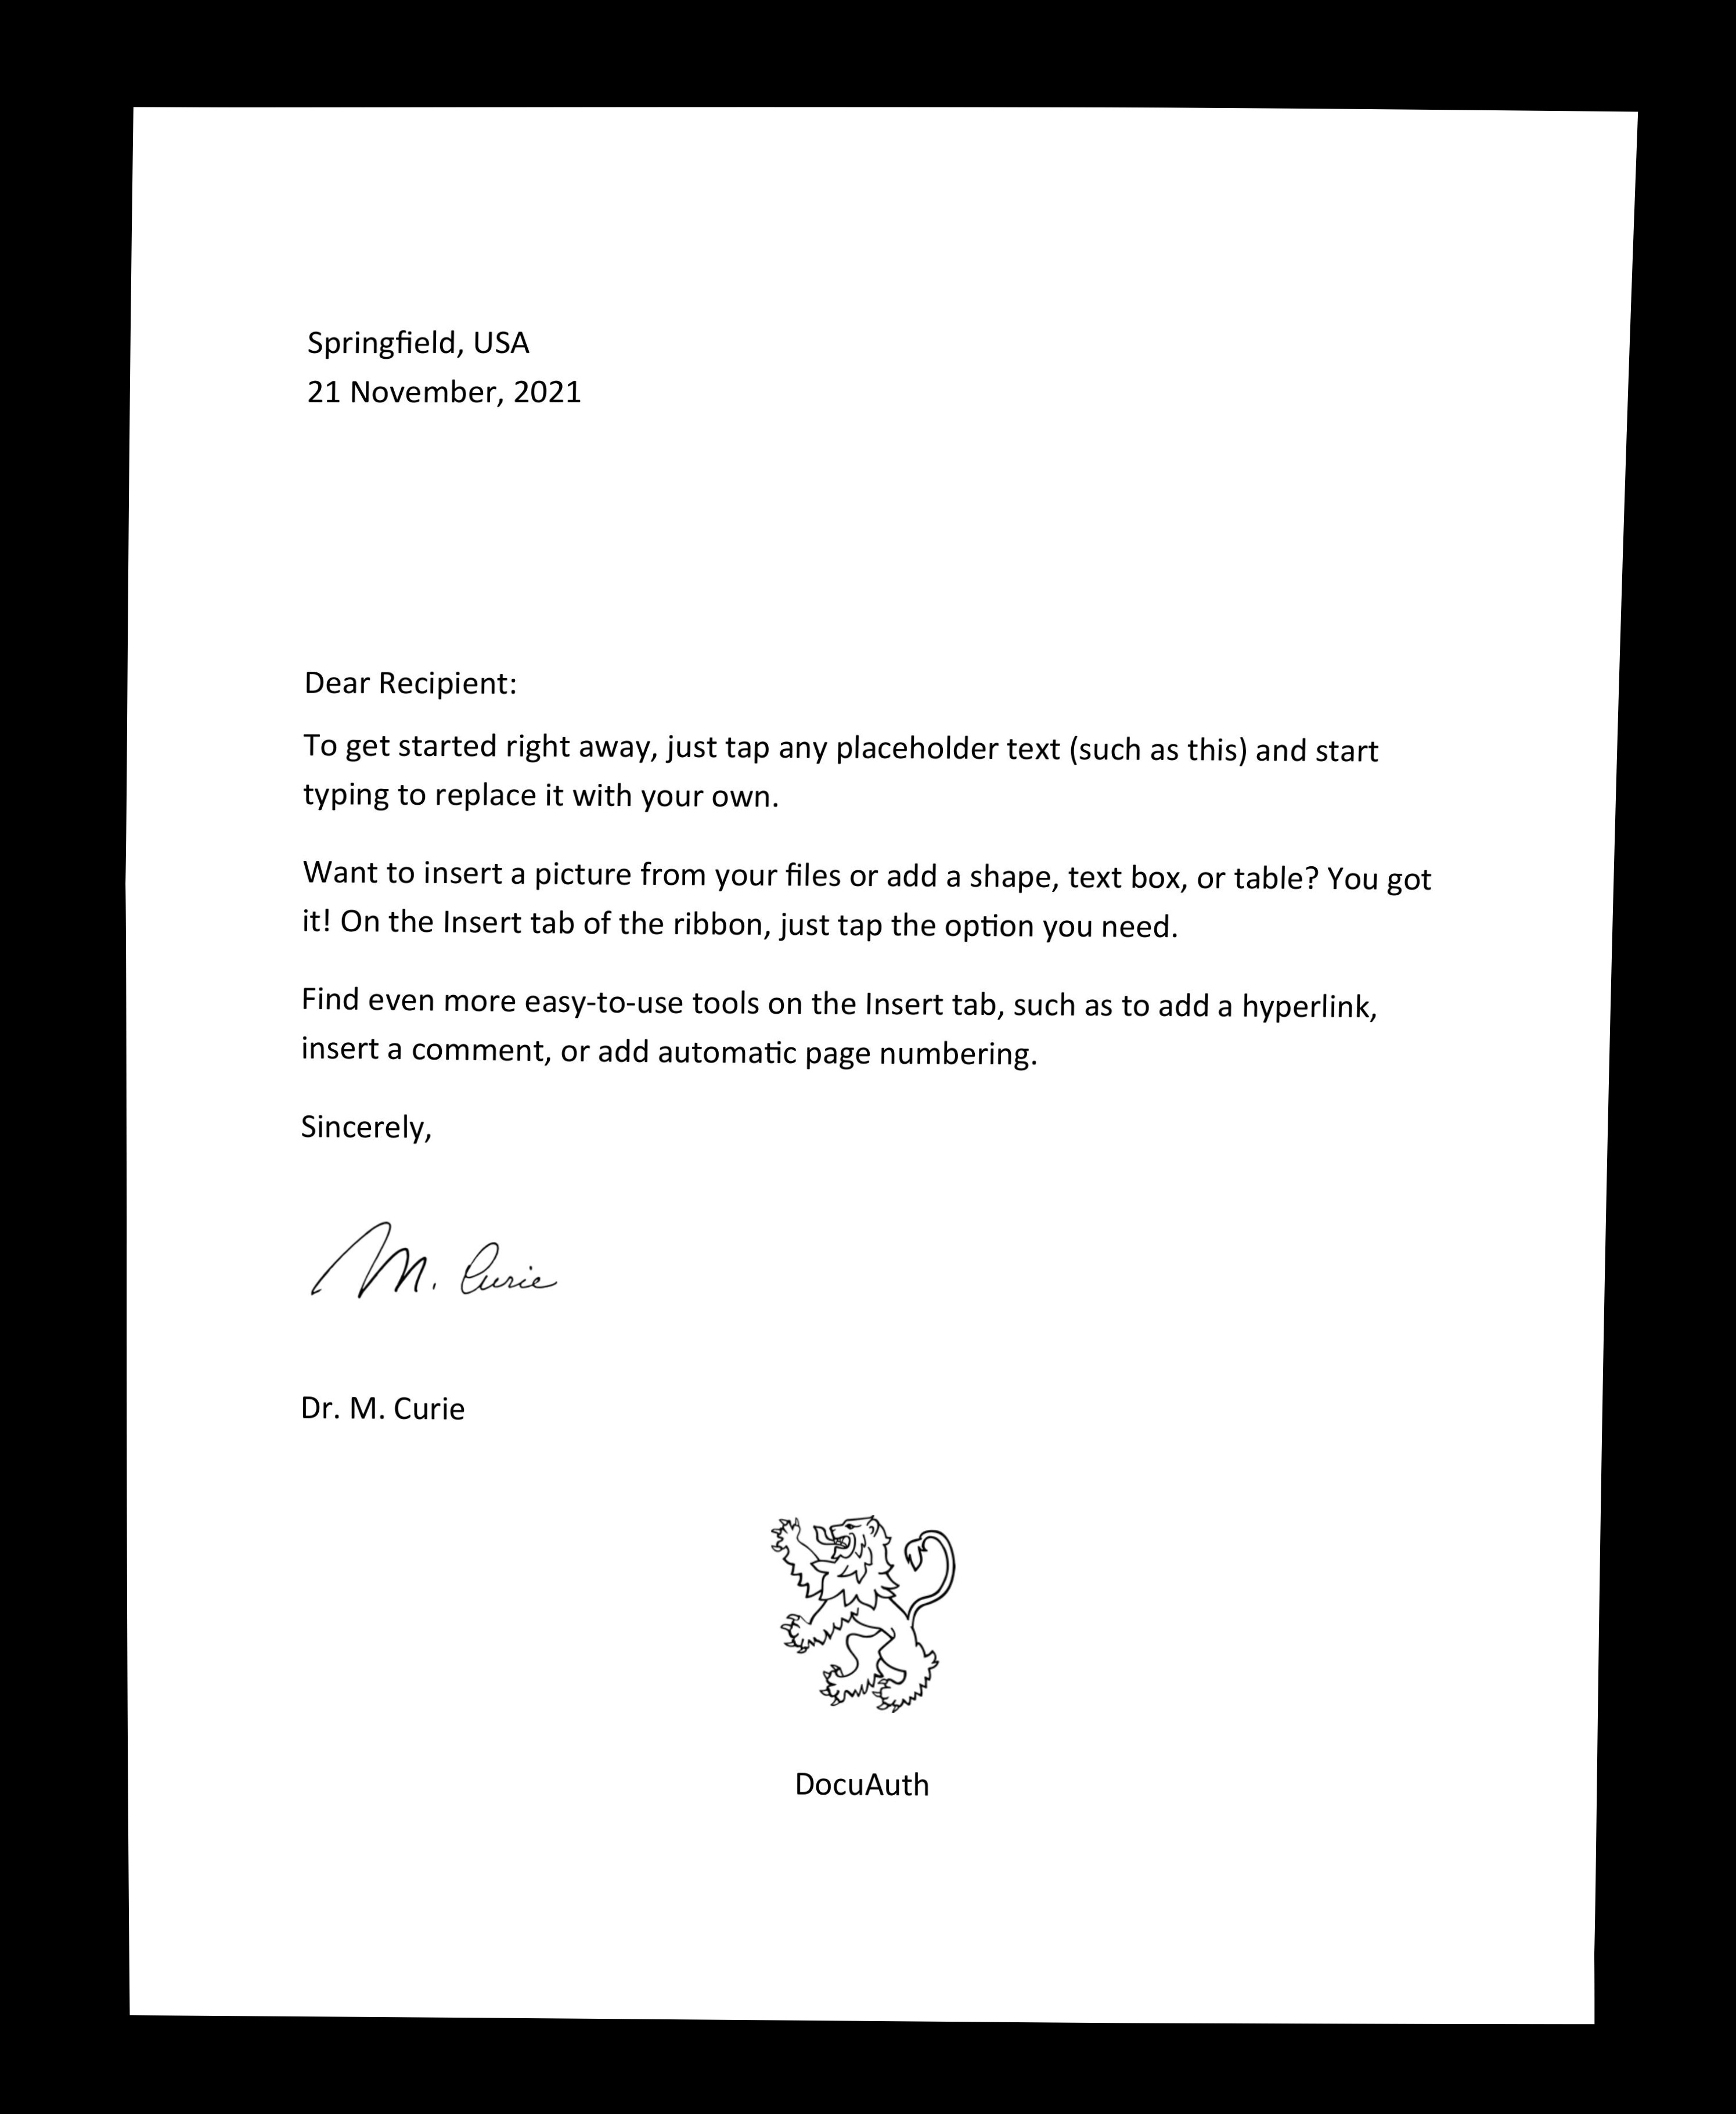 Springfield, USA
21 November, 2021
Dear Recipient:
To get started right away, just tap any placeholder text (such as this) and start
typing to replace it with your own.
Want to insert a picture from your files or add a shape, text box, or table? You got
it! On the Insert tab of the ribbon, just tap the option you need.
Find even more easy-to-use tools on the Insert tab, such as to add a hyperlink,
insert a comment, or add automatic page numbering.
Sincerely,
M. Curie
Dr. M. Curie
DocuAuth